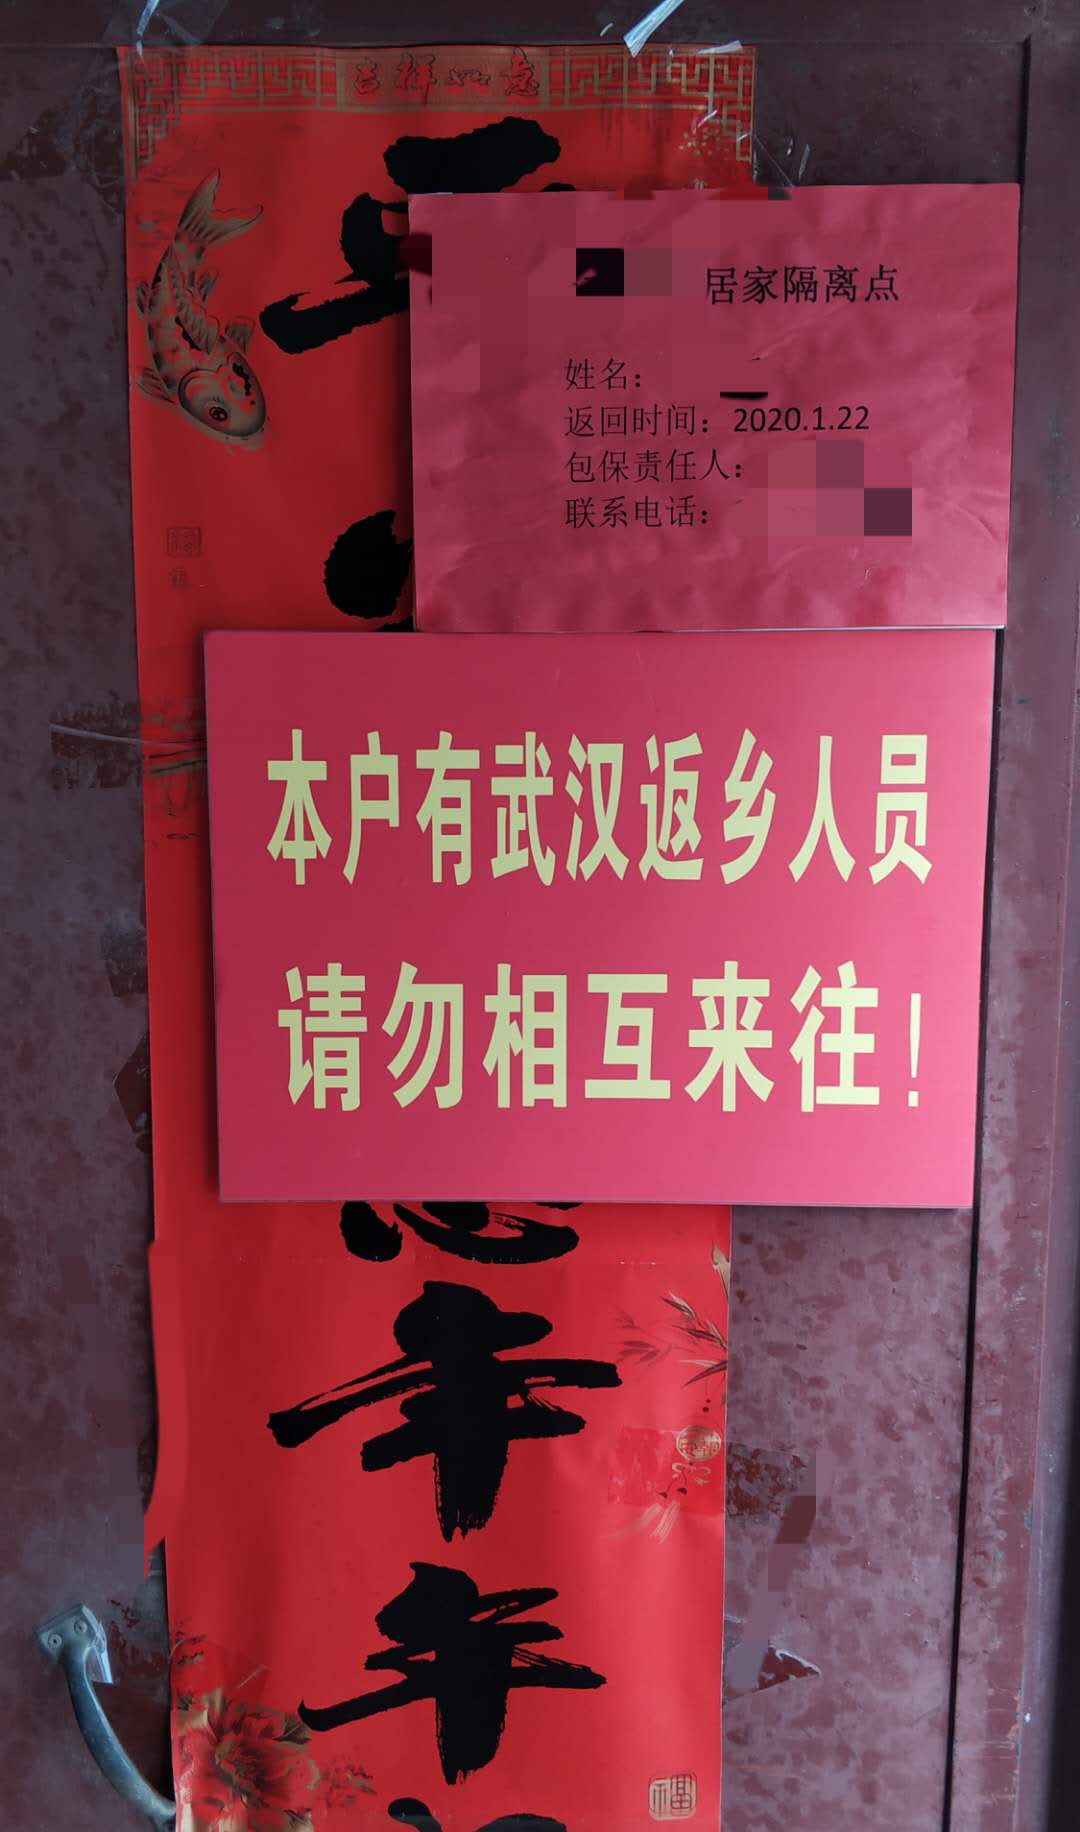 吉祥如意
居家隔离点
姓名：
返回时间：2020.1.22
包保责任人：
联系电话：
本户有武汉返乡人员
请勿相互来往！
年
年